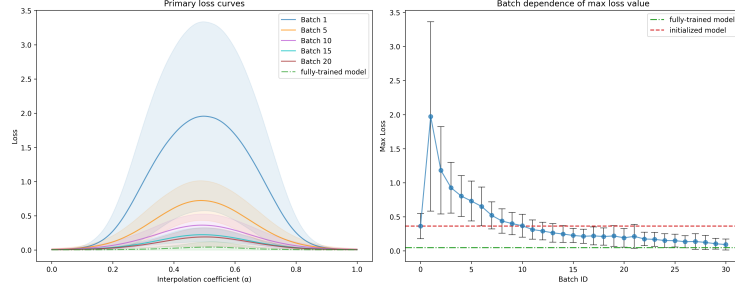 Primary loss curves
3.5
3.0
2.5
2.0
1.5
1.0
0.5
0.0
Loss
0.0 0.2 0.4 0.6 0.8 1.0
Interpolation coefficient (α)
Batch 1
Batch 5
Batch 10
Batch 15
Batch 20
fully-trained model
Batch dependence of max loss value
3.5
3.0
2.5
2.0
1.5
1.0
0.5
0.0
Max Loss
0 5 10 15 20 25 30
Batch ID
fully-trained model
initialized model